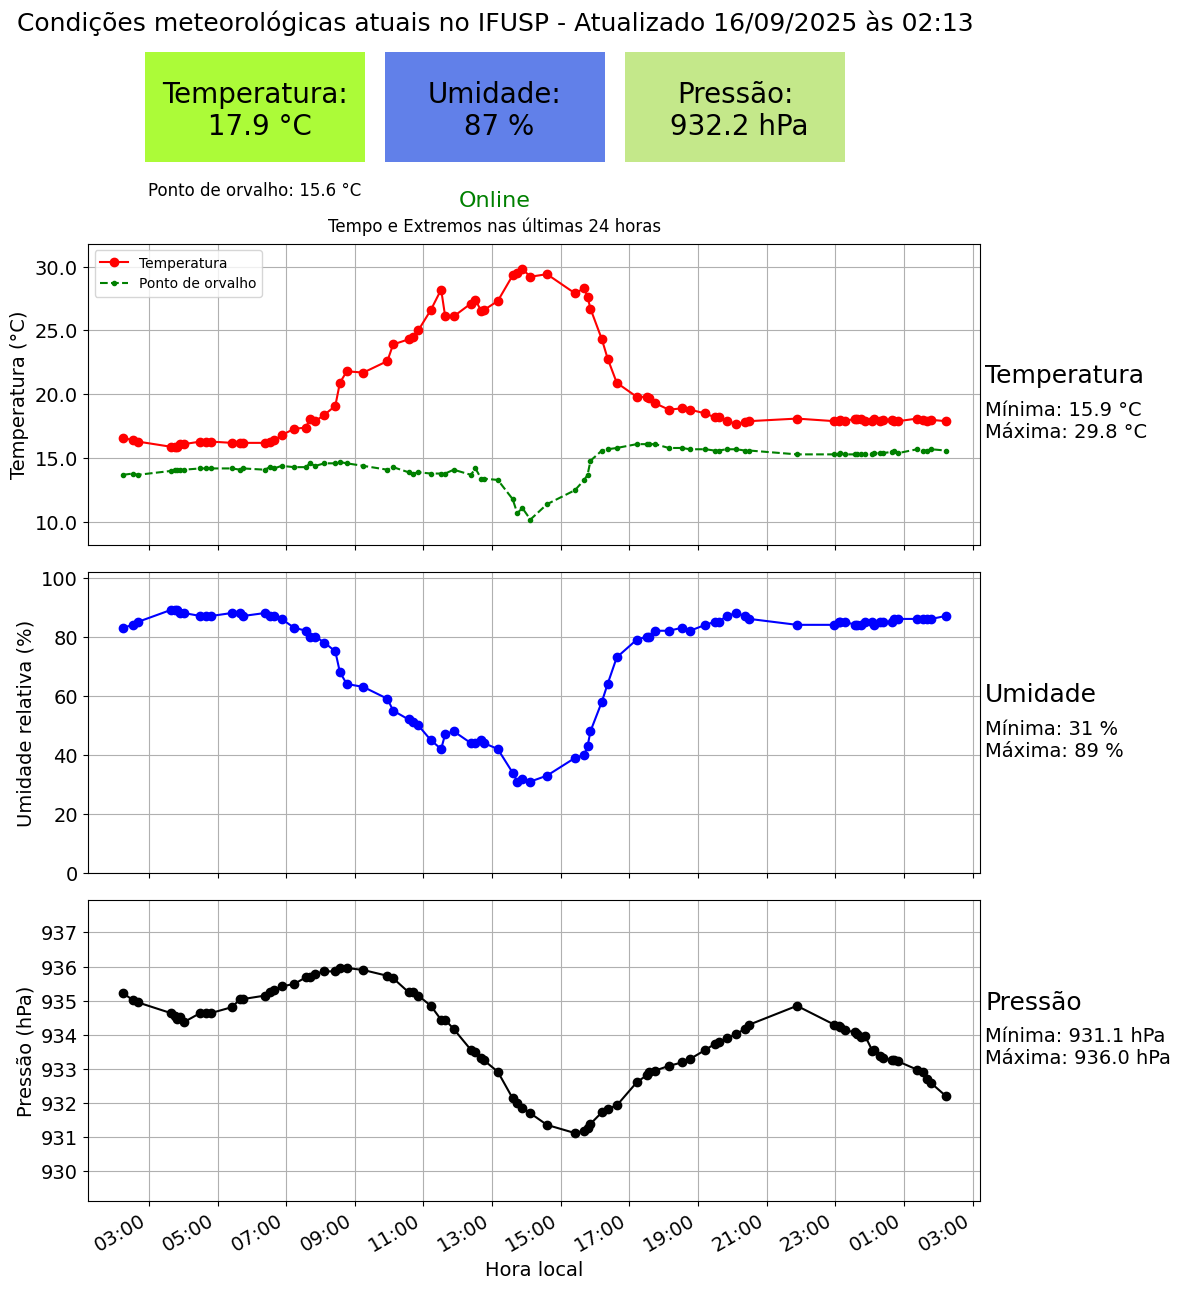 Condições meteorológicas atuais no IFUSP - Atualizado 16/09/2025 às 02:13
Temperatura:
17.9 °C
Umidade:
87 %
Pressão:
932.2 hPa
Ponto de orvalho: 15.6 °C
Online
Tempo e Extremos nas últimas 24 horas
Temperatura
Ponto de orvalho
Temperatura (°C)
30.0
25.0
20.0
15.0
10.0
Temperatura
Mínima: 15.9 °C
Máxima: 29.8 °C
Umidade relativa (%)
100
80
60
40
20
0
Umidade
Mínima: 31 %
Máxima: 89 %
Pressão (hPa)
937
936
935
934
933
932
931
930
Pressão
Mínima: 931.1 hPa
Máxima: 936.0 hPa
03:00 05:00 07:00 09:00 11:00 13:00 15:00 17:00 19:00 21:00 23:00 01:00 03:00
Hora local